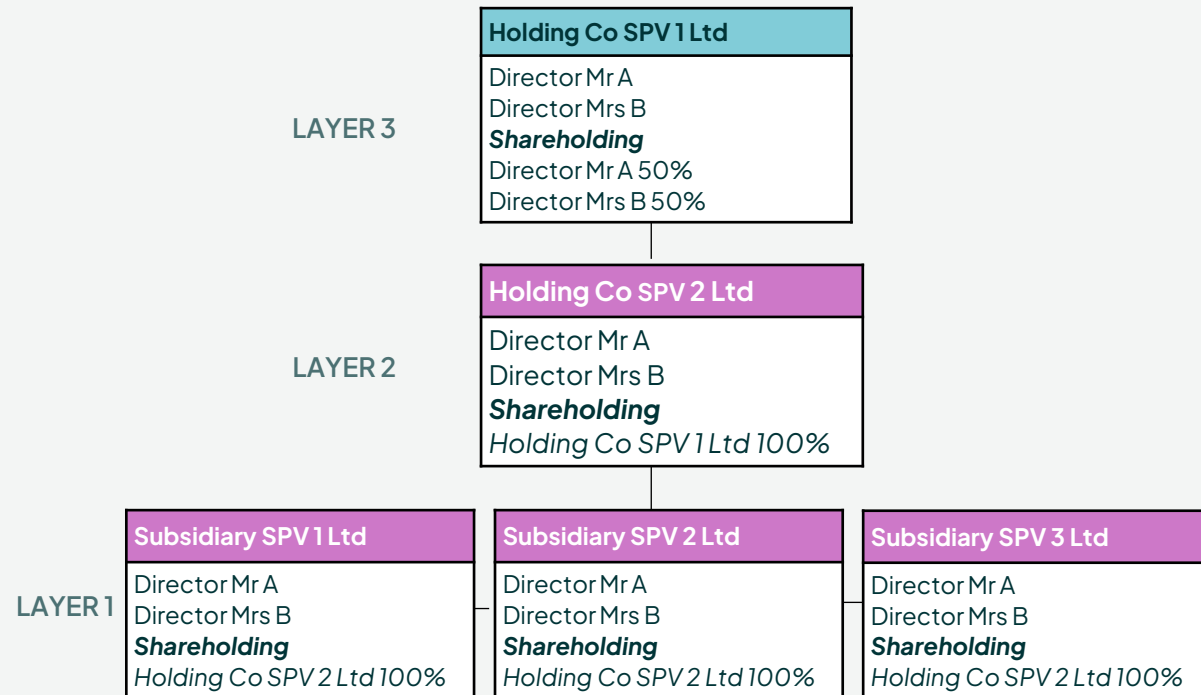 Holding Co SPV 1 Ltd
Director Mr A
Director Mrs B
Shareholding
Director Mr A 50%
Director Mrs B 50%
LAYER 3
Holding Co SPV 2 Ltd
Director Mr A
Director Mrs B
Shareholding
Holding Co SPV 1 Ltd 100%
LAYER 2
LAYER 1
Subsidiary SPV 1 Ltd
Director Mr A
Director Mrs B
Shareholding
Holding Co SPV 2 Ltd 100%
Subsidiary SPV 2 Ltd
Director Mr A
Director Mrs B
Shareholding
Holding Co SPV 2 Ltd 100%
Subsidiary SPV 3 Ltd
Director Mr A
Director Mrs B
Shareholding
Holding Co SPV 2 Ltd 100%